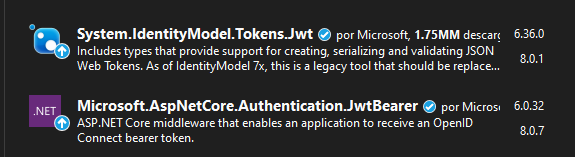 System.IdentityModel.Tokens.Jwt por Microsoft, 1.75MM descarg 6.36.0
Includes types that provide support for creating, serializing and validating JSON 8.0.1
Web Tokens. As of IdentityModel 7x, this is a legacy tool that should be replace...
.NET Microsoft.AspNetCore.Authentication.JwtBearer por Microso 6.0.32
ASP.NET Core middleware that enables an application to receive an OpenID 8.0.7
Connect bearer token.